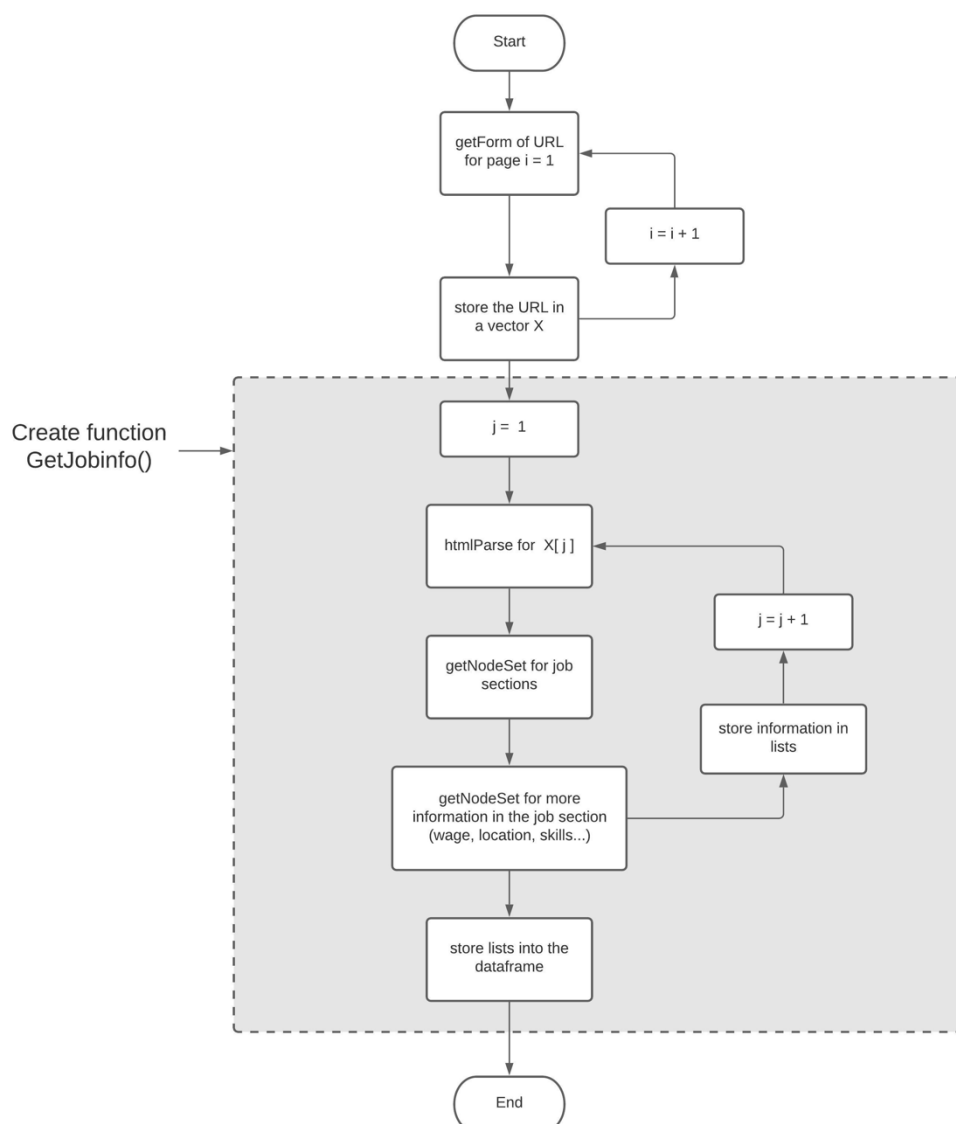 Start
getForm of URL
for page i = 1
i = i + 1
store the URL in
a vector X
Create function
GetJobinfo()
j =  1
htmlParse for  X[ j ]
j = j + 1
getNodeSet for job
sections
store information in
lists
getNodeSet for more
information in the job section
(wage, location, skills...)
store lists into the
dataframe
End